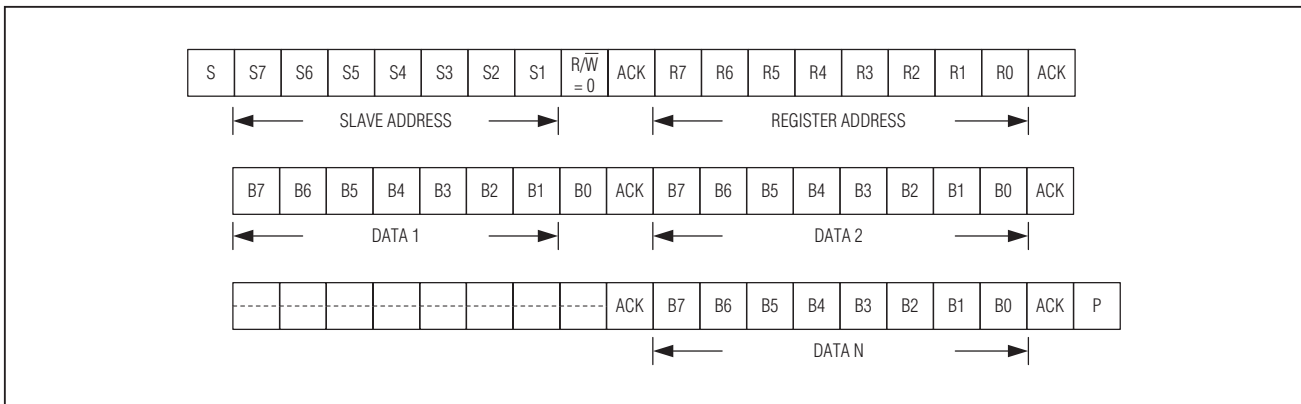 S S7 S6 S5 S4 S3 S2 S1 R/W̅ = 0 ACK R7 R6 R5 R4 R3 R2 R1 R0 ACK
SLAVE ADDRESS REGISTER ADDRESS
B7 B6 B5 B4 B3 B2 B1 B0 ACK B7 B6 B5 B4 B3 B2 B1 B0 ACK
DATA 1 DATA 2
ACK B7 B6 B5 B4 B3 B2 B1 B0 ACK P
DATA N